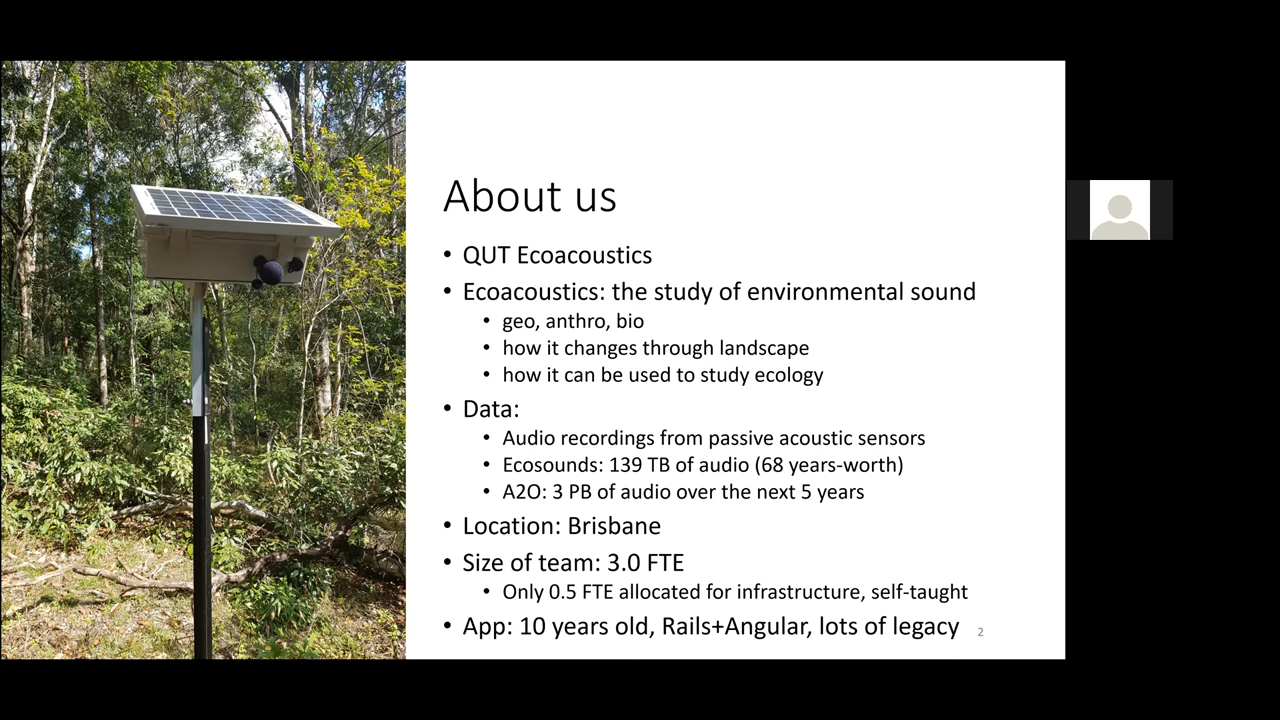 About us
• QUT Ecoacoustics
• Ecoacoustics: the study of environmental sound
• geo, anthro, bio
• how it changes through landscape
• how it can be used to study ecology
• Data:
• Audio recordings from passive acoustic sensors
• Ecosounds: 139 TB of audio (68 years-worth)
• A2O: 3 PB of audio over the next 5 years
• Location: Brisbane
• Size of team: 3.0 FTE
• Only 0.5 FTE allocated for infrastructure, self-taught
• App: 10 years old, Rails+Angular, lots of legacy
2